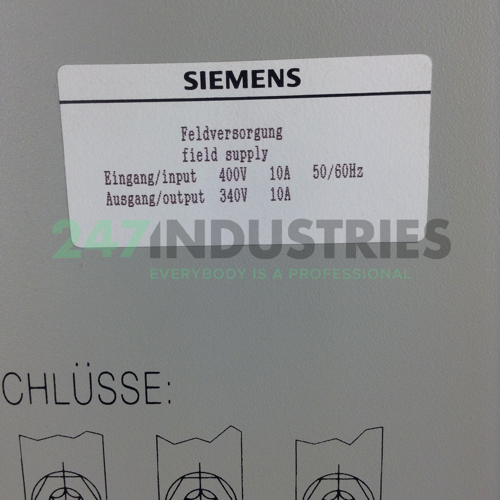 SIEMENS
Feldversorgung
field supply
Eingang/input 400V 10A 50/60Hz
Ausgang/output 340V 10A
247INDUSTRIES
EVERYBODY IS A PROFESSIONAL
CHLÜSSE: